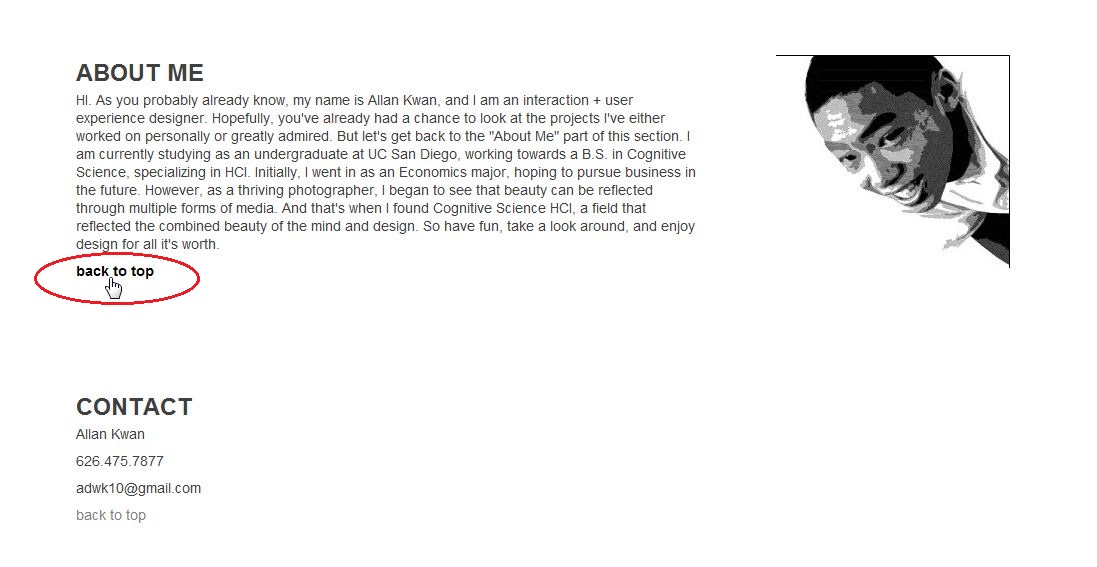 ABOUT ME
HI. As you probably already know, my name is Allan Kwan, and I am an interaction + user
experience designer. Hopefully, you've already had a chance to look at the projects I've either
worked on personally or greatly admired. But let's get back to the "About Me" part of this section. I
am currently studying as an undergraduate at UC San Diego, working towards a B.S. in Cognitive
Science, specializing in HCI. Initially, I went in as an Economics major, hoping to pursue business in
the future. However, as a thriving photographer, I began to see that beauty can be reflected
through multiple forms of media. And that's when I found Cognitive Science HCI, a field that
reflected the combined beauty of the mind and design. So have fun, take a look around, and enjoy
design for all it's worth.
back to top
CONTACT
Allan Kwan
626.475.7877
adwk10@gmail.com
back to top